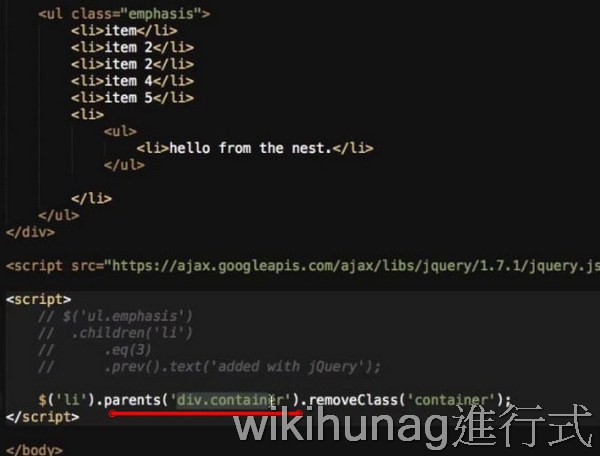 <ul class="emphasis">
<li>item</li>
<li>item 2</li>
<li>item 2</li>
<li>item 4</li>
<li>item 5</li>
<li>
<ul>
<li>hello from the nest.</li>
</ul>
</li>
</ul>
</div>
<script src="https://ajax.googleapis.com/ajax/libs/jquery/1.7.1/jquery.js
<script>
// $('ul.emphasis')
// .children('li')
// .eq(3)
// .prev().text('added with jQuery');
$('li').parents('div.container').removeClass('container');
</script>
wikihunag進行式
</body>